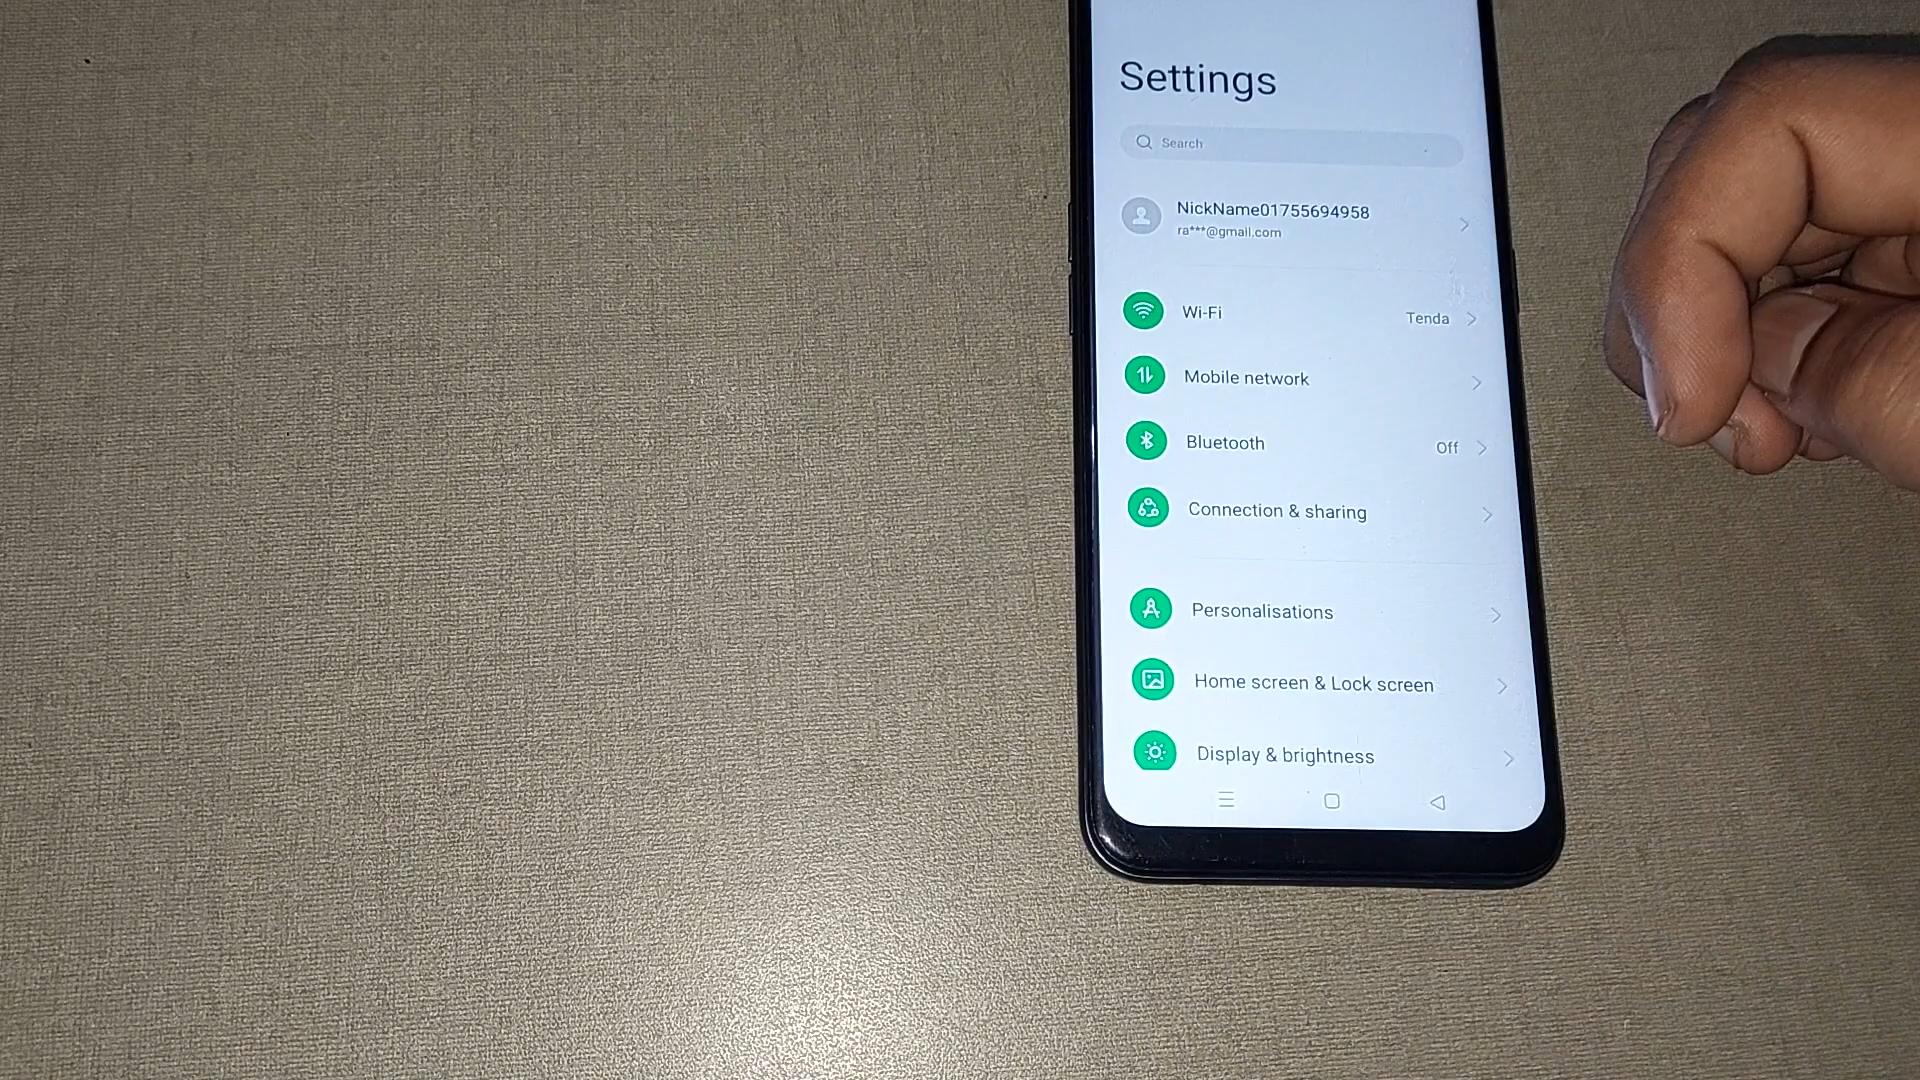 Settings
Search
NickName01755694958
ra***@gmail.com
Wi-Fi Tenda
Mobile network
Bluetooth Off
Connection & sharing
Personalisations
Home screen & Lock screen
Display & brightness